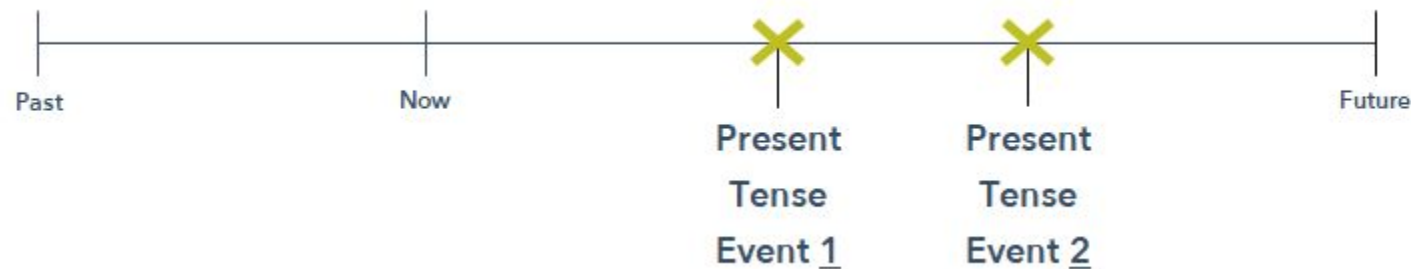 Past
Now
Future
Present
Tense
Event 1
Present
Tense
Event 2